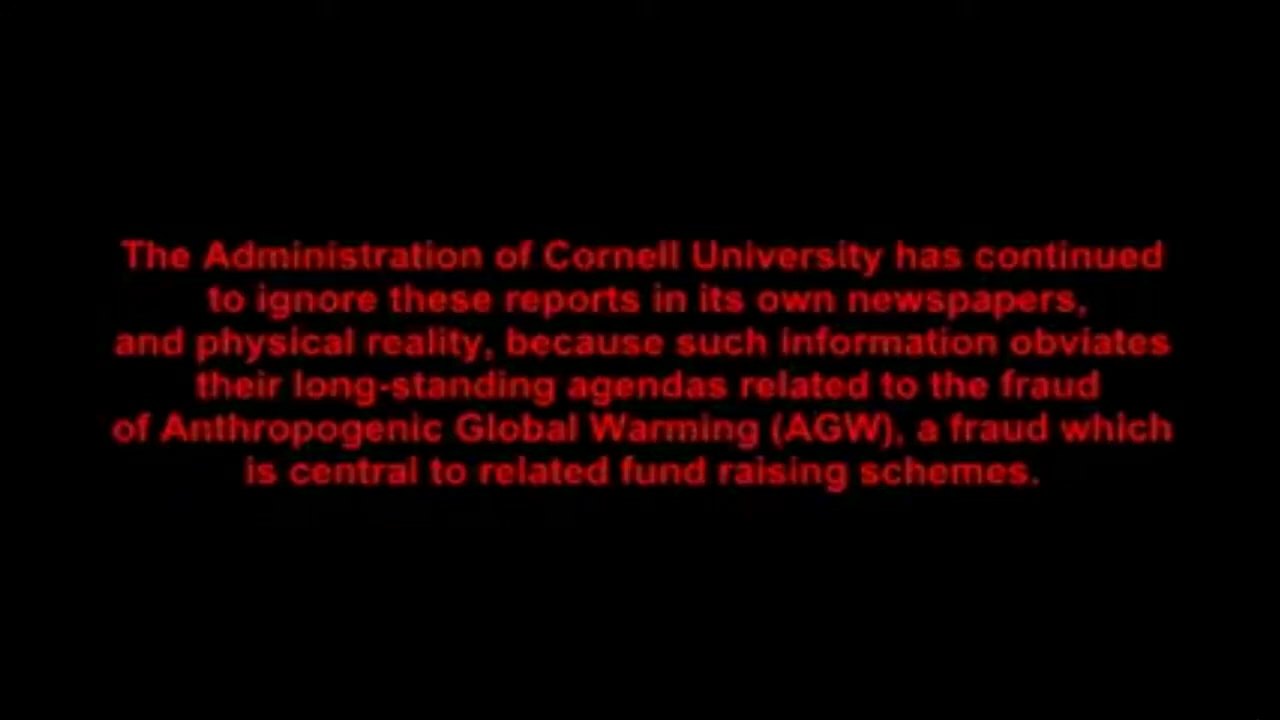 The Administration of Cornell University has continued
to ignore these reports in its own newspapers,
and physical reality, because such information obviates
their long-standing agendas related to the fraud
of Anthropogenic Global Warming (AGW), a fraud which
is central to related fund raising schemes.